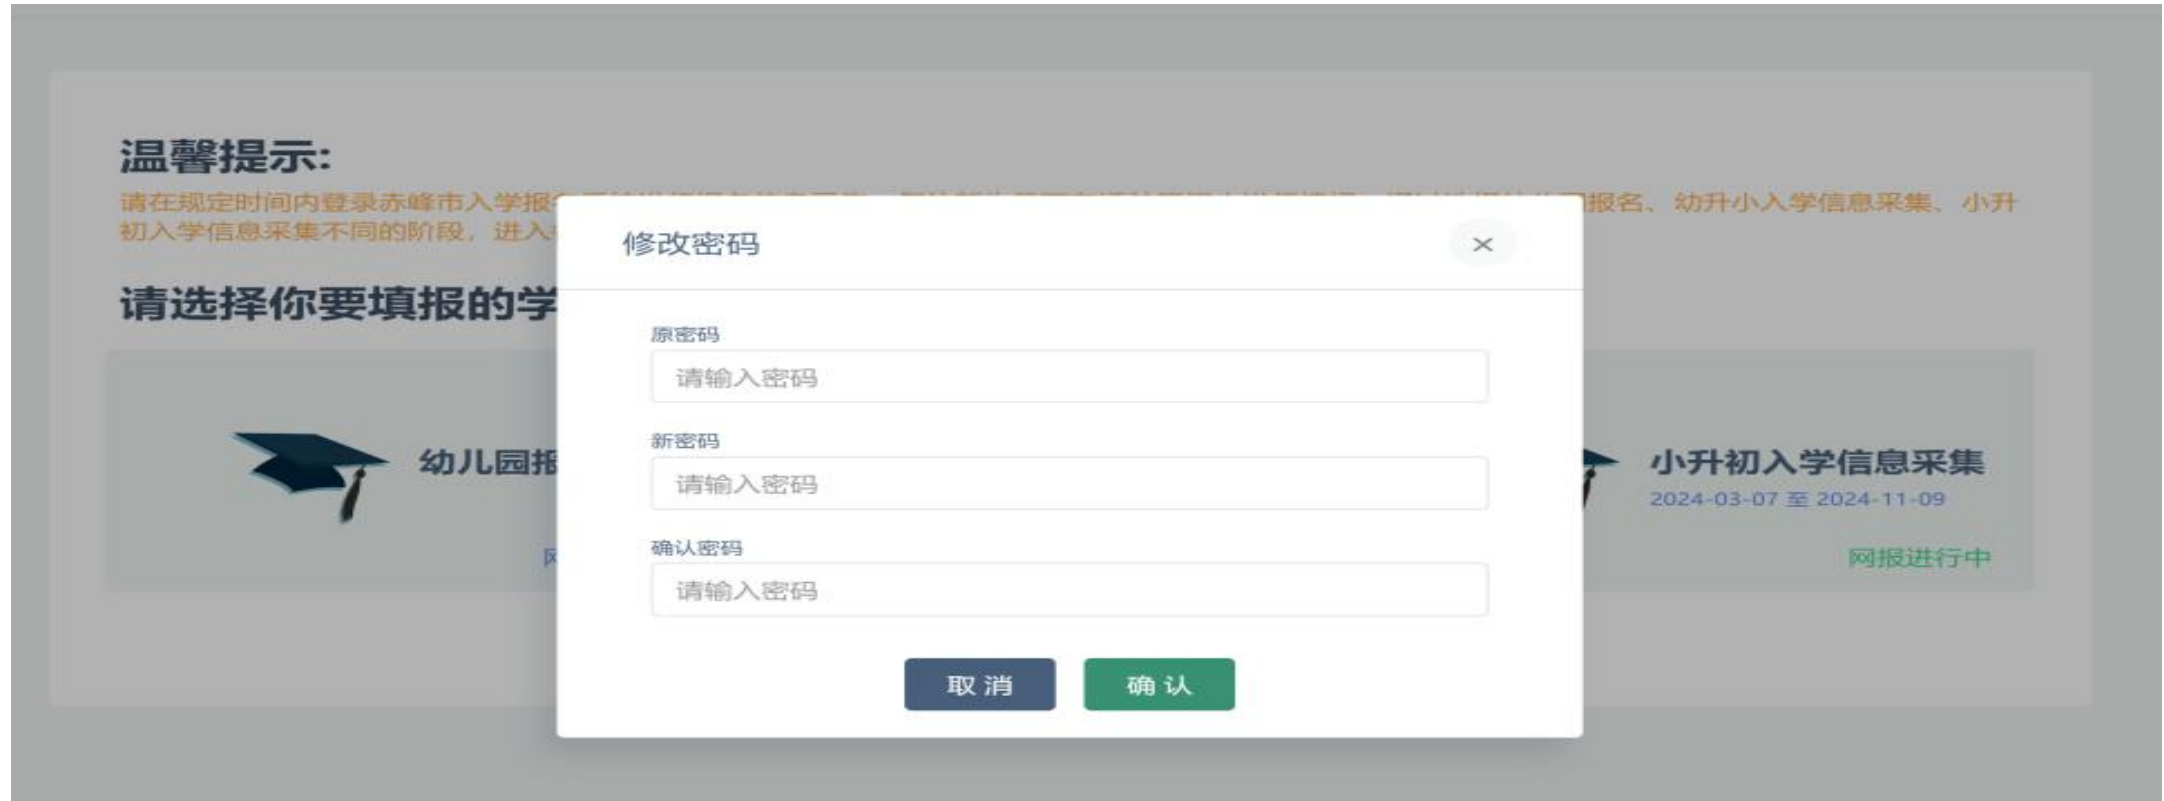 温馨提示:
请在规定时间内登录赤峰市入学报
报名、幼升小入学信息采集、小升
初入学信息采集不同的阶段，进入
请选择你要填报的学
幼儿园报
小升初入学信息采集
2024-03-07 至 2024-11-09
网报进行中
修改密码
原密码
请输入密码
新密码
请输入密码
确认密码
请输入密码
取消
确认